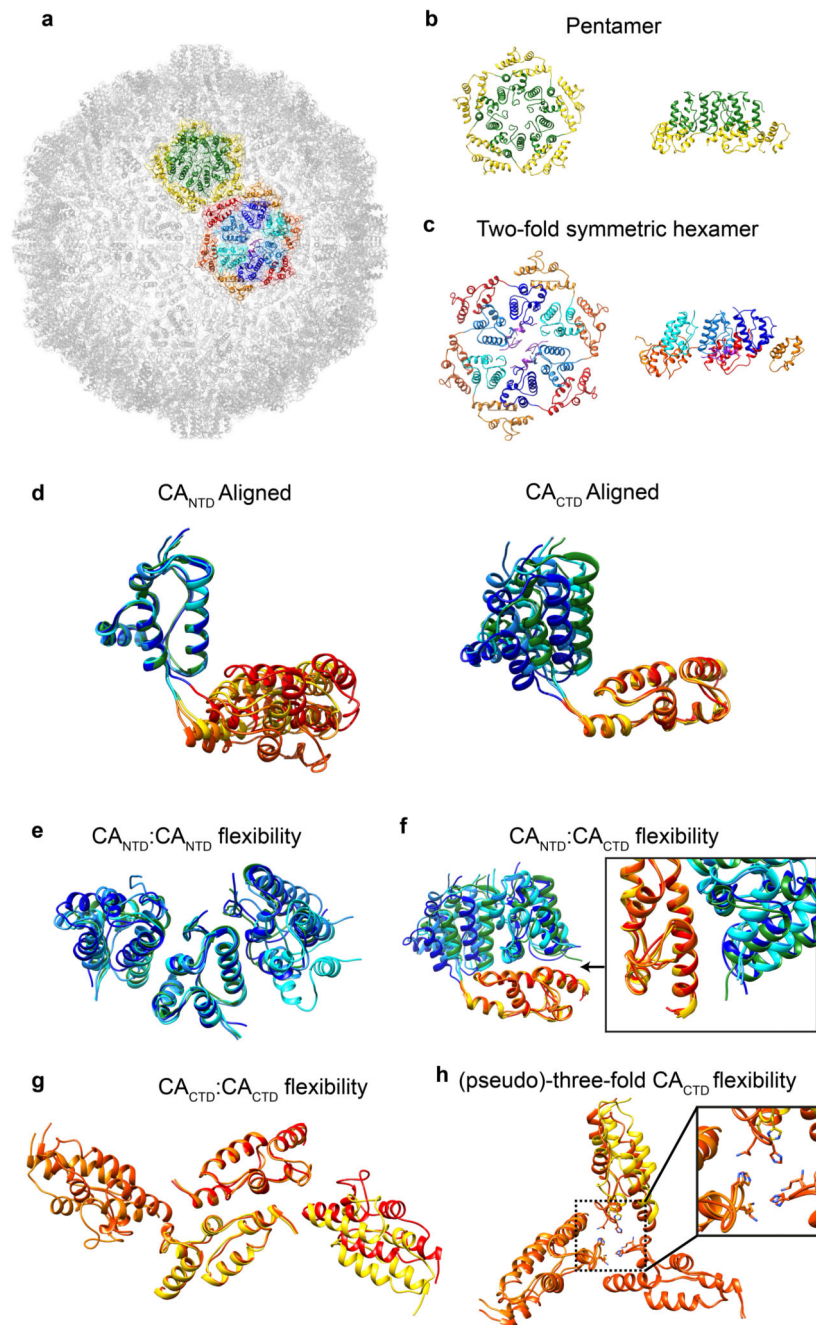 a
b
Pentamer
c
Two-fold symmetric hexamer
d
CA_NTD Aligned
CA_CTD Aligned
e
CA_NTD:CA_NTD flexibility
f
CA_NTD:CA_CTD flexibility
g
CA_CTD:CA_CTD flexibility
h
(pseudo)-three-fold CA_CTD flexibility